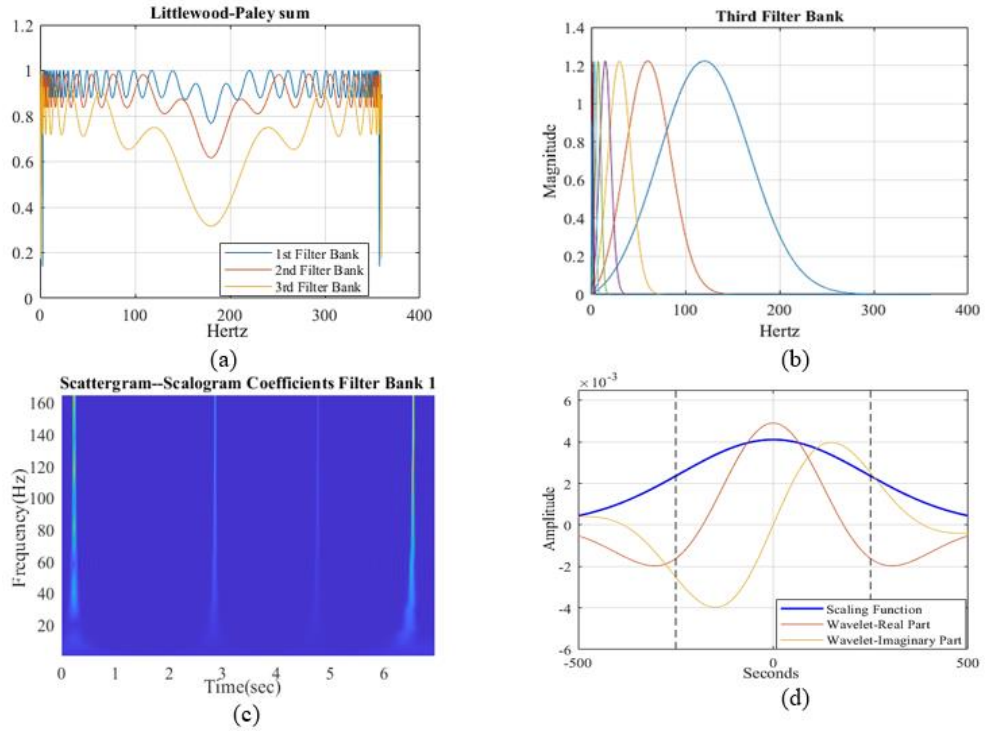 Littlewood-Paley sum
1.2
1
0.8
0.6
0.4
0.2
0
0 100 200 300 400
Hertz
1st Filter Bank
2nd Filter Bank
3rd Filter Bank
(a)
Third Filter Bank
Magnitude
1.4
1.2
1
0.8
0.6
0.4
0.2
0
0 100 200 300 400
Hertz
(b)
Scattergram--Scalogram Coefficients Filter Bank 1
Frequency(Hz)
160
140
120
100
80
60
40
20
0 1 2 3 4 5 6
Time(sec)
(c)
×10⁻³
Amplitude
6
4
2
0
-2
-4
-6
-500 0 500
Seconds
Scaling Function
Wavelet-Real Part
Wavelet-Imaginary Part
(d)